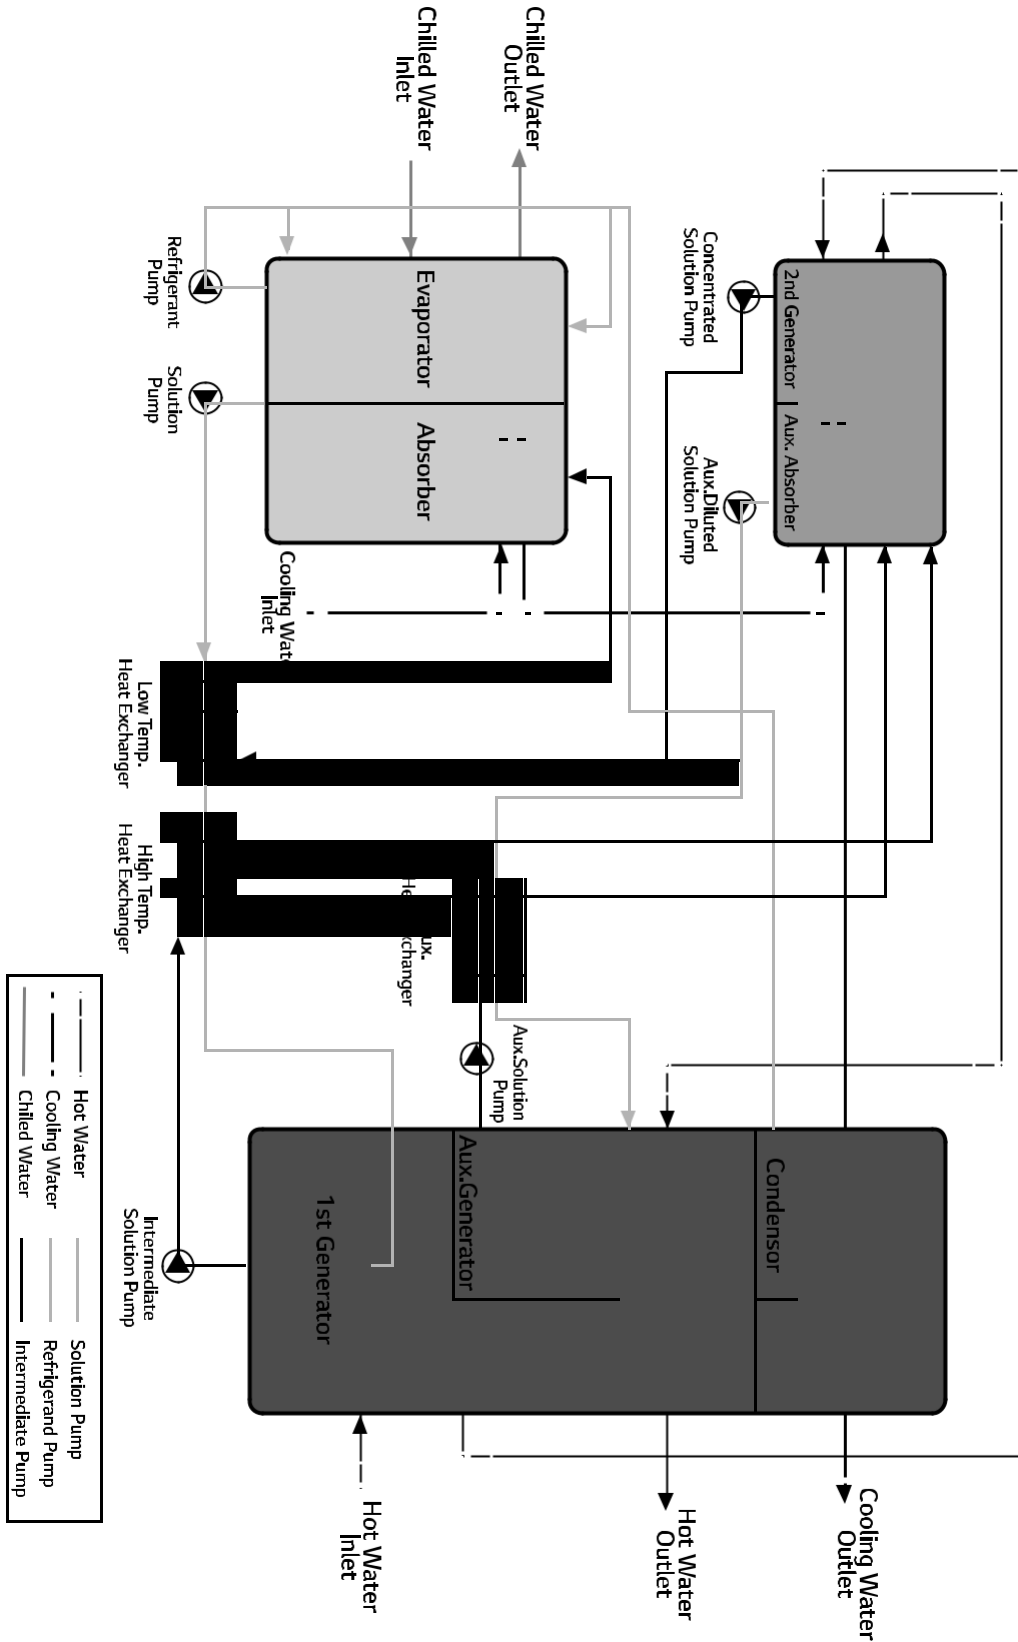 Chilled Water
Outlet
Chilled Water
Inlet
2nd Generator
Aux. Absorber
Concentrated
Solution Pump
Aux.Diluted
Solution Pump
Evaporator
Absorber
Refrigerant
Pump
Solution
Pump
Cooling Wate
Inlet
Low Temp.
Heat Exchanger
High Temp.
Heat Exchanger
Aux.Solution
Pump
Condensor
Aux.Generator
1st Generator
Intermediate
Solution Pump
Cooling Water
Outlet
Hot Water
Outlet
Hot Water
Inlet
Hot Water
Solution Pump
Cooling Water
Refrigerand Pump
Chiled Water
Intermediate Pump